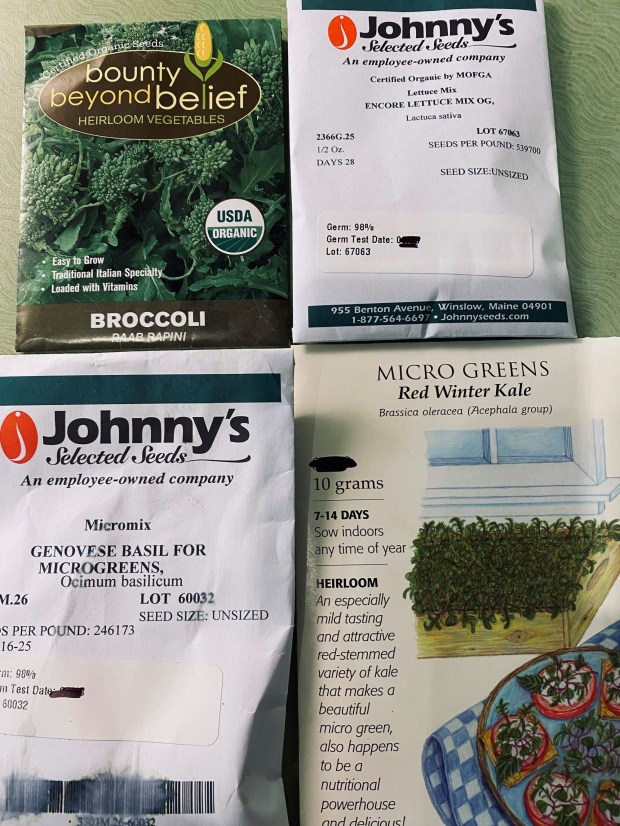 Certified Organic Seeds
bounty
beyond belief
HEIRLOOM VEGETABLES
USDA
ORGANIC
• Easy to Grow
• Traditional Italian Specialty
• Loaded with Vitamins
BROCCOLI
RAAB RAPINI
Johnny's
Selected Seeds
An employee-owned company
Certified Organic by MOFGA
Lettuce Mix
ENCORE LETTUCE MIX OG,
Lactuca sativa
2366G.25 LOT 67063
1/2 Oz. SEEDS PER POUND: 539700
DAYS 28
SEED SIZE:UNSIZED
Germ: 98%
Germ Test Date:
Lot: 67063
955 Benton Avenue, Winslow, Maine 04901
1-877-564-6697 • Johnnyseeds.com
Johnny's
Selected Seeds
An employee-owned company
Micromix
GENOVESE BASIL FOR
MICROGREENS,
Ocimum basilicum
M.26 LOT 60032
SEED SIZE: UNSIZED
S PER POUND: 246173
16-25
rm: 98%
m Test Date:
60032
3303M.26-60032
MICRO GREENS
Red Winter Kale
Brassica oleracea (Acephala group)
10 grams
7-14 DAYS
Sow indoors
any time of year
HEIRLOOM
An especially
mild tasting
and attractive
red-stemmed
variety of kale
that makes a
beautiful
micro green,
also happens
to be a
nutritional
powerhouse
and delicious!